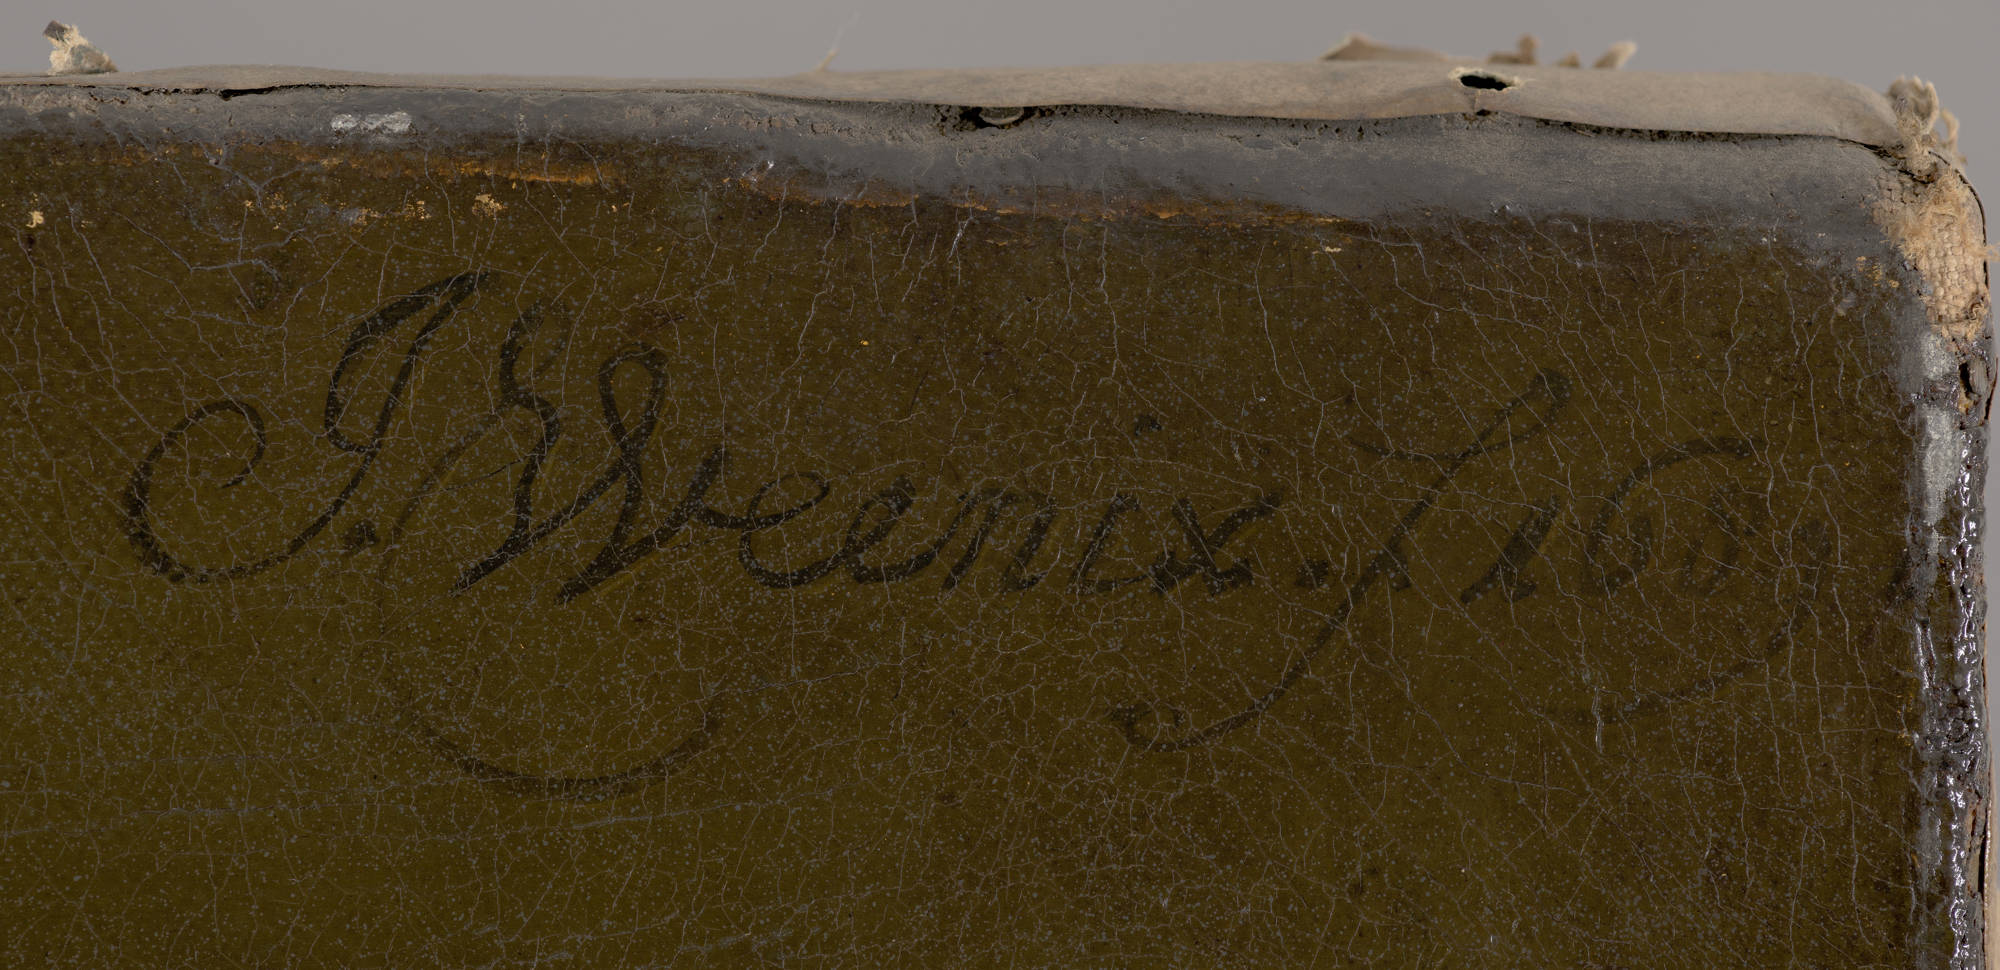 J. Weenix. f 16